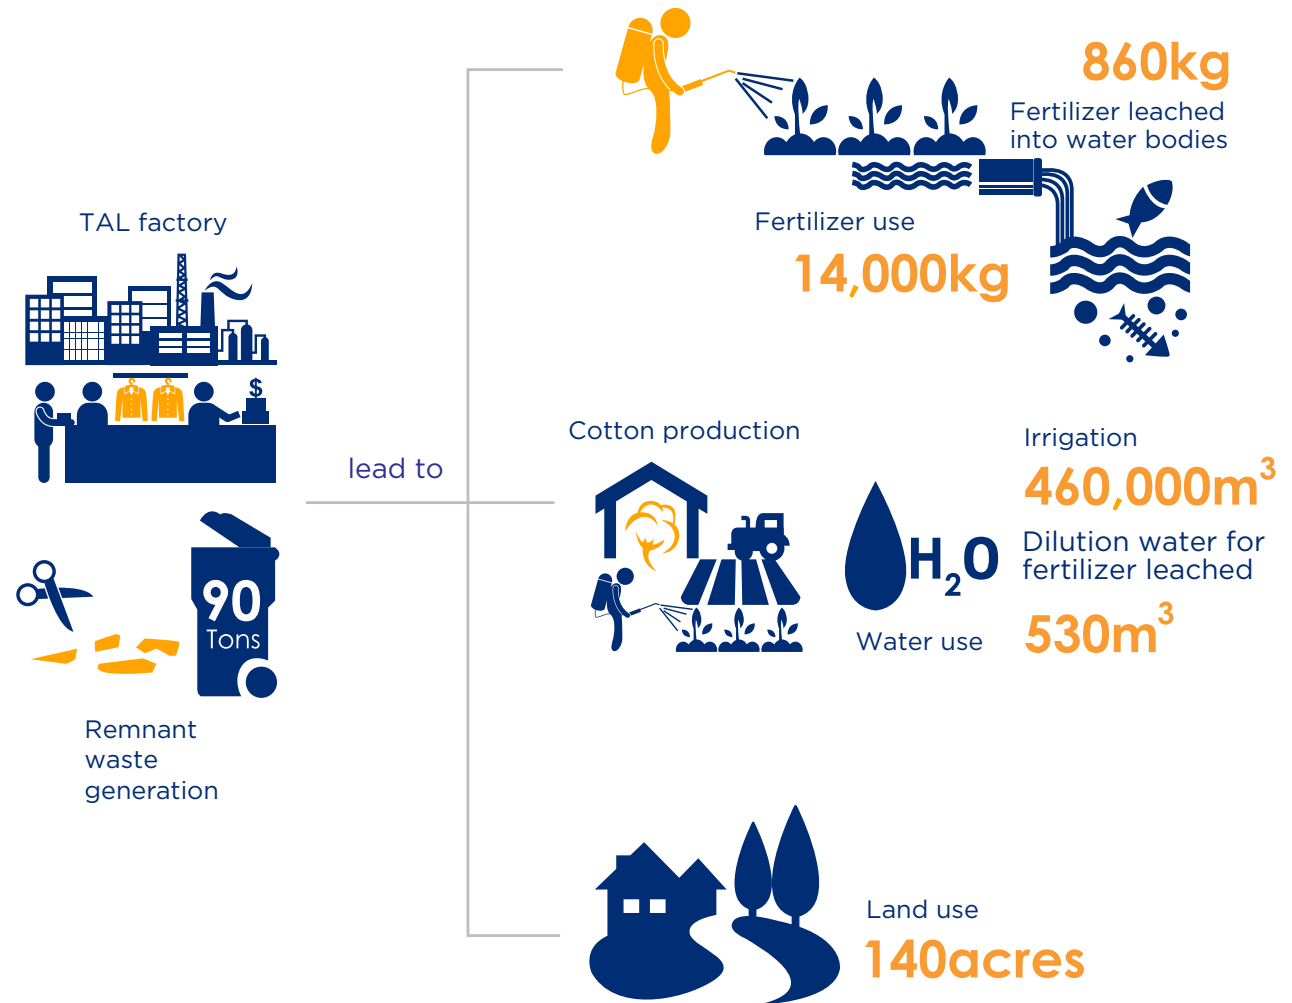 TAL factory
$
90
Tons
Remnant
waste
generation
lead to
860kg
Fertilizer leached
into water bodies
Fertilizer use
14,000kg
Cotton production
H₂O
Water use
Irrigation
460,000m³
Dilution water for
fertilizer leached
530m³
Land use
140acres